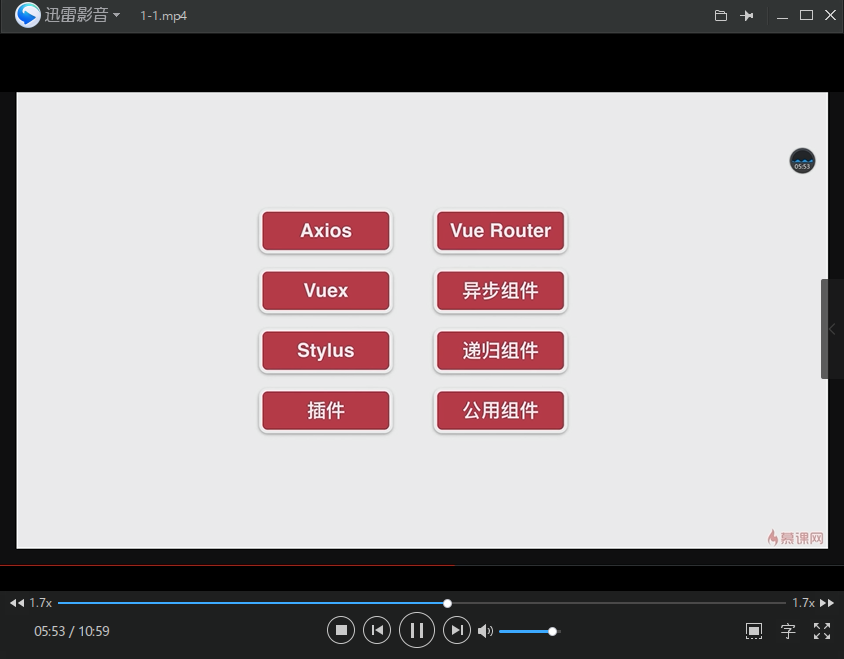 迅雷影音
1-1.mp4
05:53
Axios
Vue Router
Vuex
异步组件
Stylus
递归组件
插件
公用组件
慕课网
1.7x
1.7x
05:53 / 10:59
字